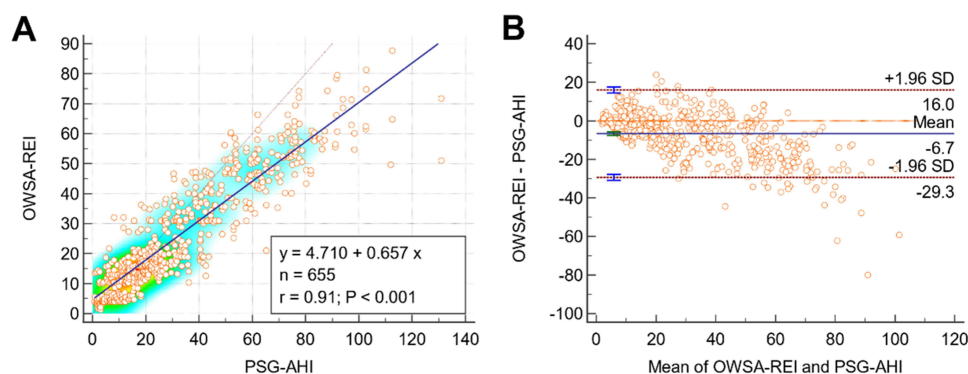 A
OWSA-REI
90
80
70
60
50
40
30
20
10
0
0 20 40 60 80 100 120 140
PSG-AHI
y = 4.710 + 0.657 x
n = 655
r = 0.91; P < 0.001
B
OWSA-REI - PSG-AHI
40
20
0
-20
-40
-60
-80
-100
0 20 40 60 80 100 120
Mean of OWSA-REI and PSG-AHI
+1.96 SD
16.0
Mean
-6.7
-1.96 SD
-29.3